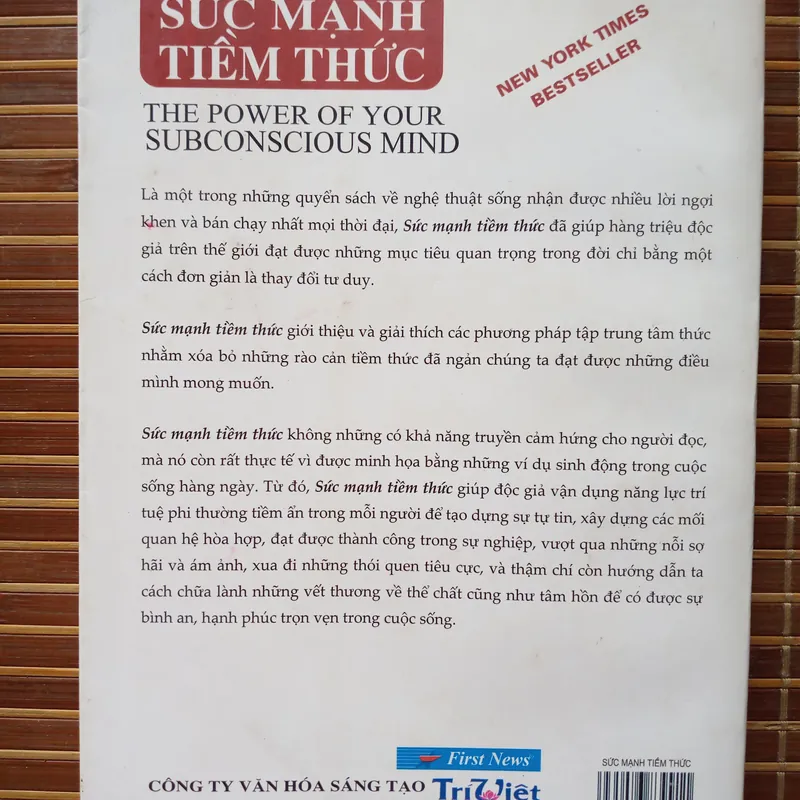 SỨC MẠNH
TIỀM THỨC
NEW YORK TIMES
BESTSELLER
THE POWER OF YOUR
SUBCONSCIOUS MIND
Là một trong những quyển sách về nghệ thuật sống nhận được nhiều lời ngợi
khen và bán chạy nhất mọi thời đại, Sức mạnh tiềm thức đã giúp hàng triệu độc
giả trên thế giới đạt được những mục tiêu quan trọng trong đời chỉ bằng một
cách đơn giản là thay đổi tư duy.
Sức mạnh tiềm thức giới thiệu và giải thích các phương pháp tập trung tâm thức
nhằm xóa bỏ những rào cản tiềm thức đã ngản chúng ta đạt được những điều
mình mong muốn.
Sức mạnh tiềm thức không những có khả năng truyền cảm hứng cho người đọc,
mà nó còn rất thực tế vì được minh họa bằng những ví dụ sinh động trong cuộc
sống hàng ngày. Từ đó, Sức mạnh tiềm thức giúp độc giả vận dụng năng lực trí
tuệ phi thường tiềm ẩn trong mỗi người để tạo dựng sự tự tin, xây dựng các mối
quan hệ hòa hợp, đạt được thành công trong sự nghiệp, vượt qua những nỗi sợ
hãi và ám ảnh, xua đi những thói quen tiêu cực, và thậm chí còn hướng dẫn ta
cách chữa lành những vết thương về thể chất cũng như tâm hồn để có được sự
bình an, hạnh phúc trọn vẹn trong cuộc sống.
First News
CÔNG TY VĂN HÓA SÁNG TẠO Trí Việt
SỨC MẠNH TIỀM THỨC